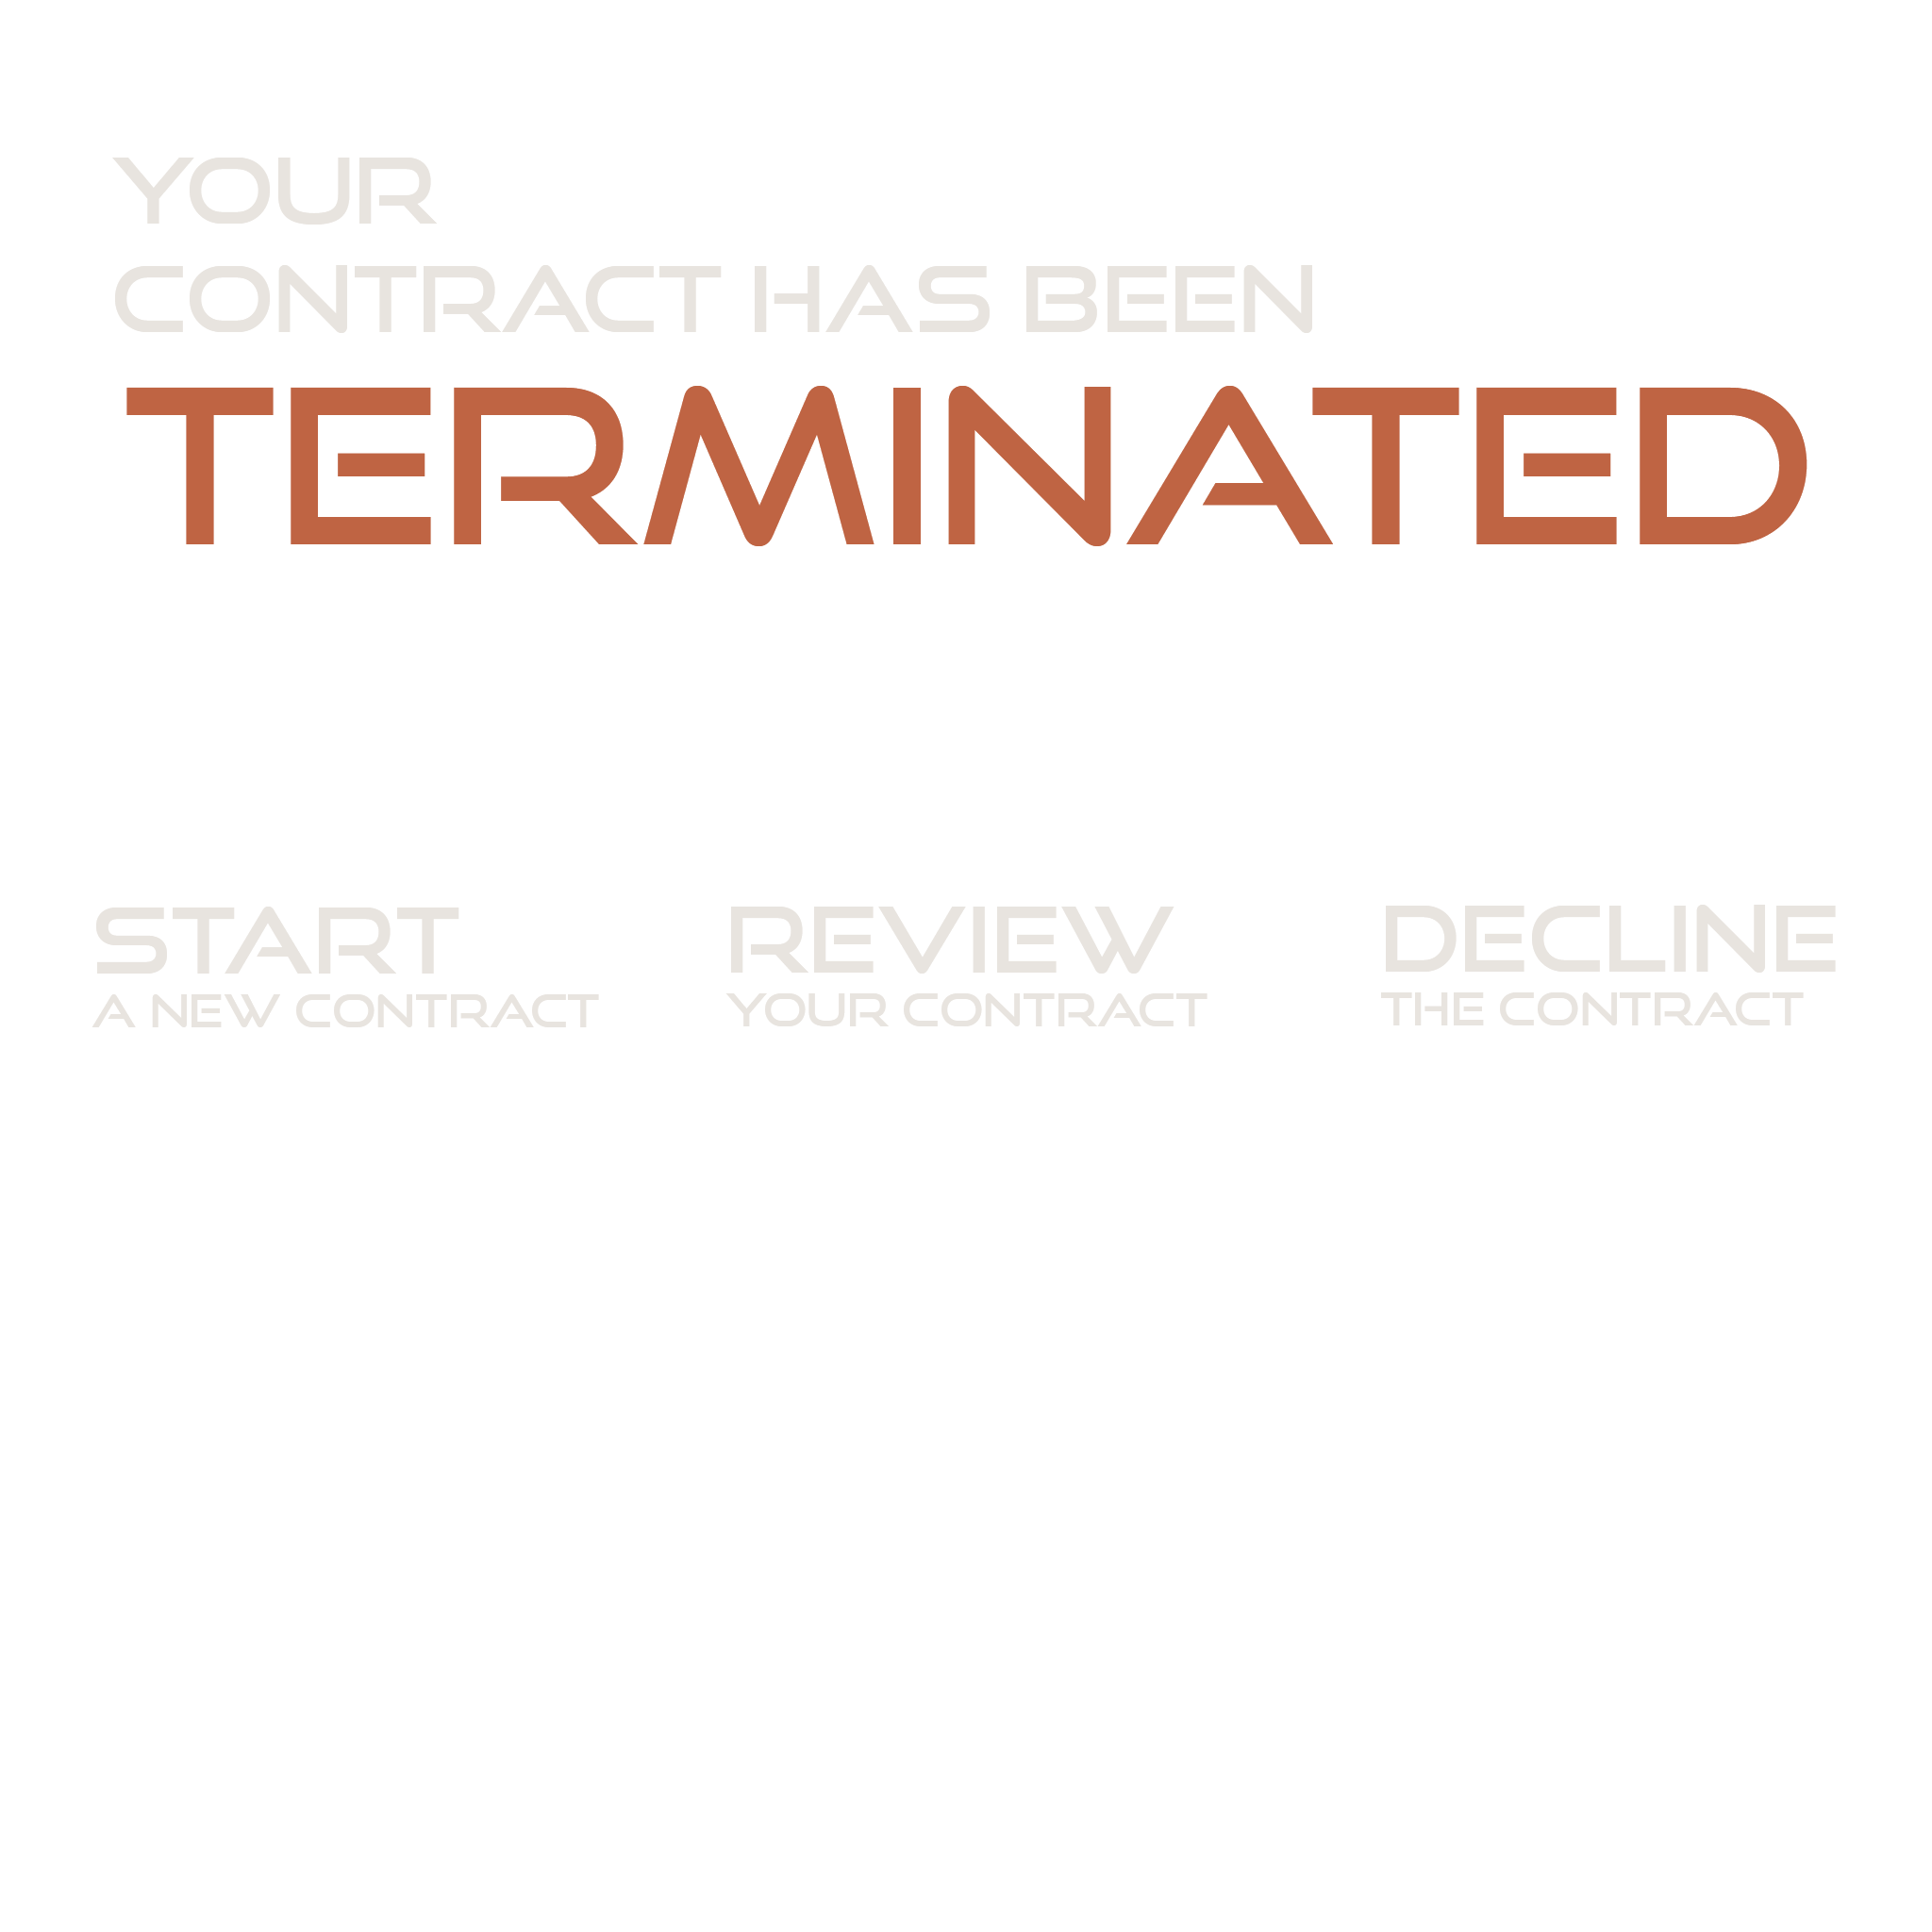 YOUR
CONTRACT HAS BEEN
TERMINATED
START
A NEW CONTRACT
REVIEW
YOUR CONTRACT
DECLINE
THE CONTRACT